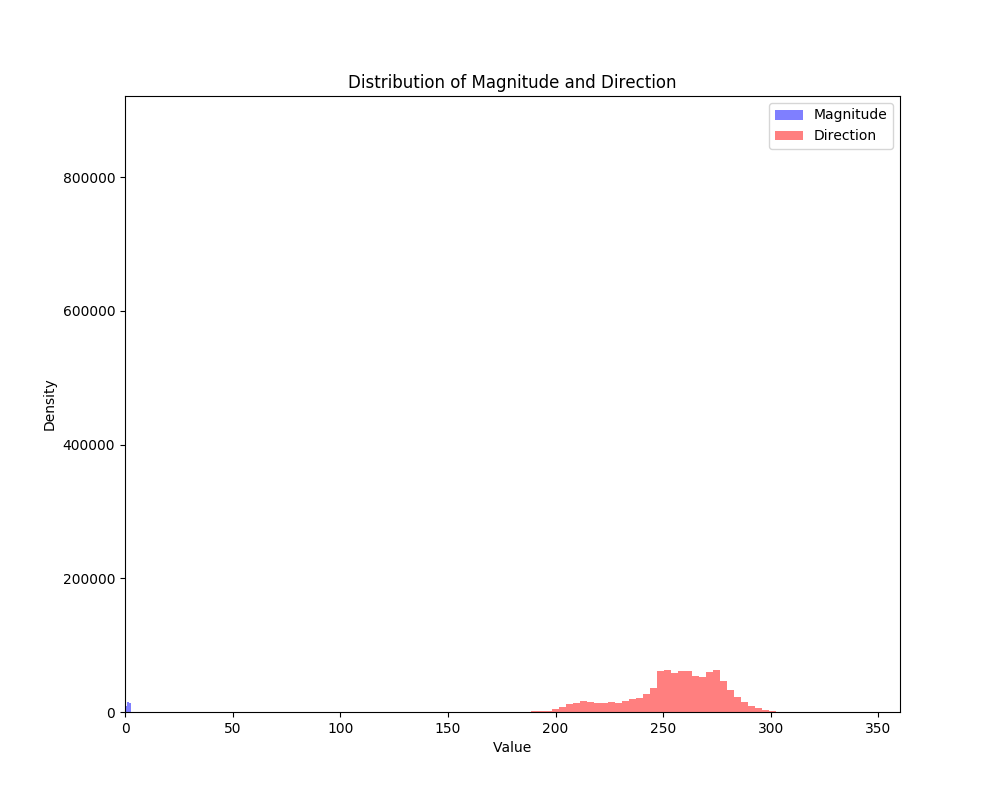 Distribution of Magnitude and Direction
Magnitude
Direction
800000
600000
400000
200000
0
Density
0 50 100 150 200 250 300 350
Value